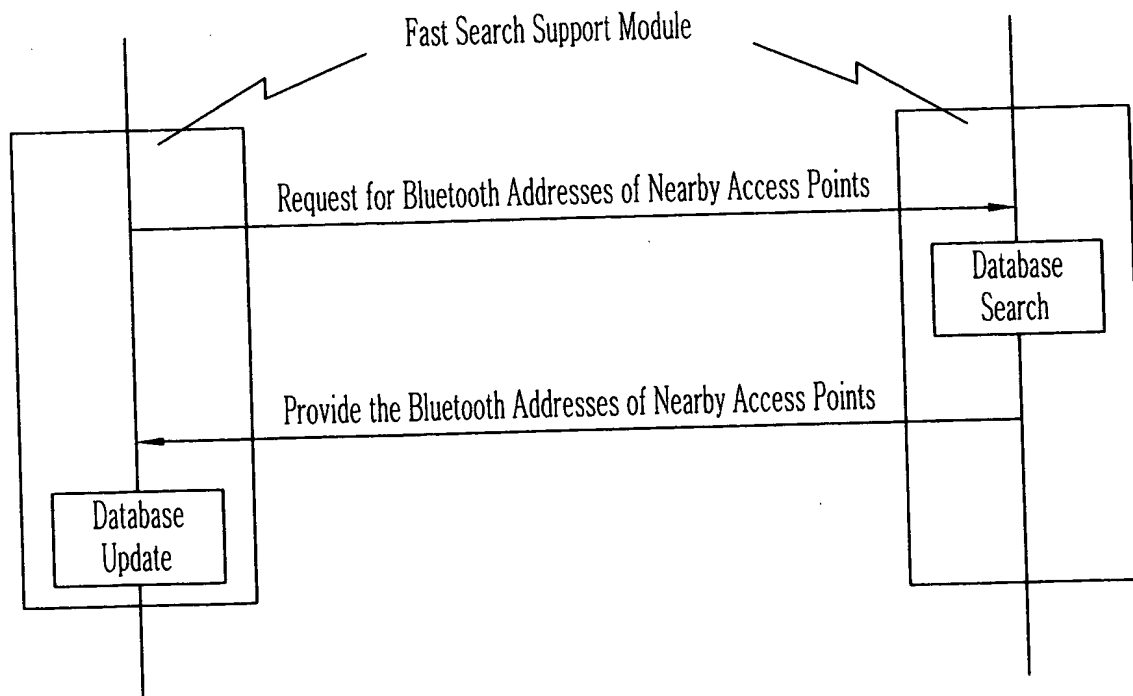 Fast Search Support Module
Request for Bluetooth Addresses of Nearby Access Points
Database
Search
Provide the Bluetooth Addresses of Nearby Access Points
Database
Update